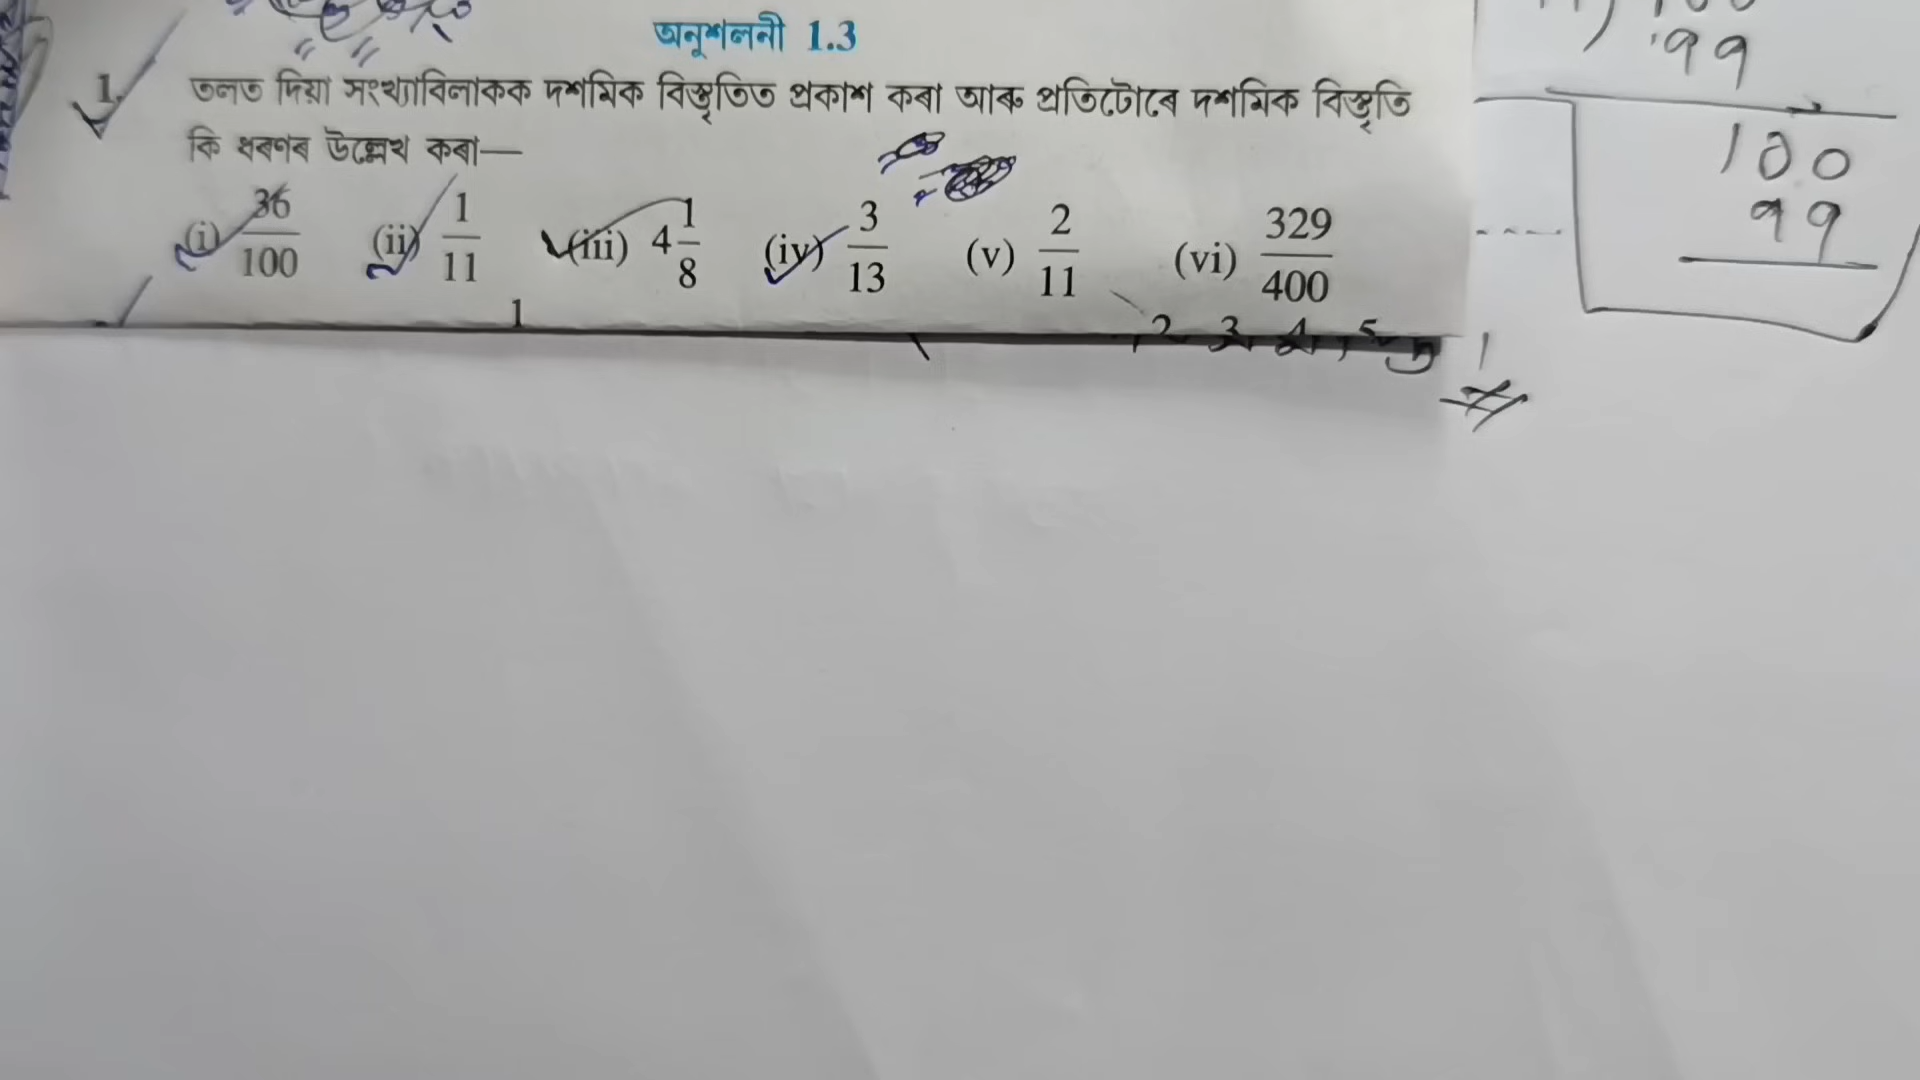 অনুশীলনী 1.3
1. তলত দিয়া সংখ্যাবিলাকক দশমিক বিস্তৃতিত প্ৰকাশ কৰা আৰু প্ৰতিটোৰে দশমিক বিস্তৃতি
কি ধৰণৰ উল্লেখ কৰা—
(i) 36/100 (ii) 1/11 (iii) 4 1/8 (iv) 3/13 (v) 2/11 (vi) 329/400
99
100
99